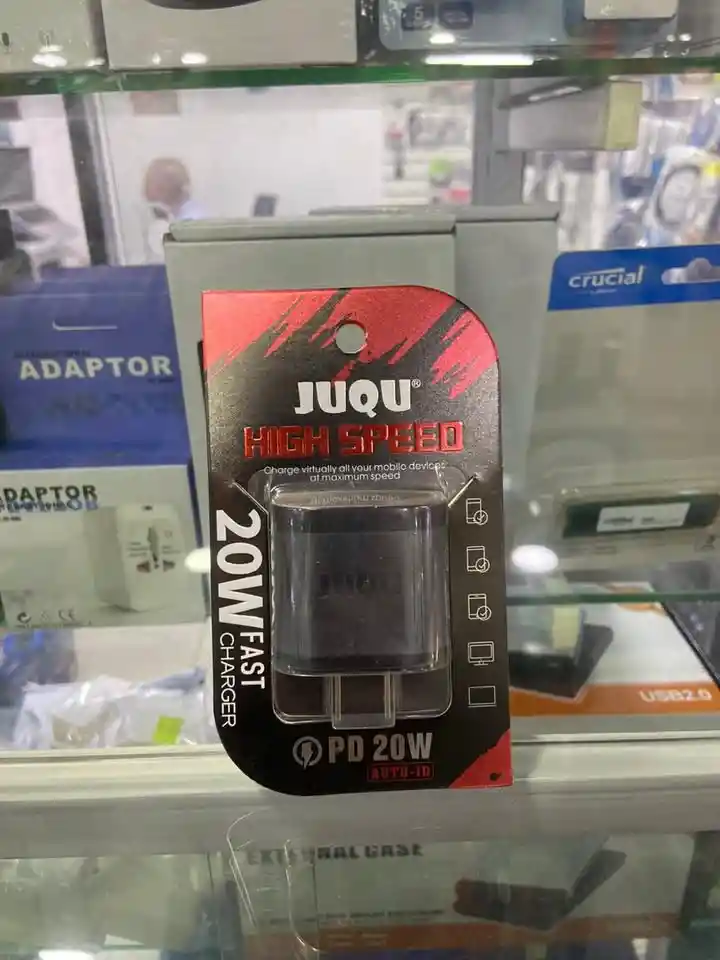 crucial
ADAPTOR
JUQU®
HIGH SPEED
Charge virtually all your mobile devices
at maximum speed
ADAPTOR
20W FAST
CHARGER
USB2.0
PD 20W
AUTO-ID
EXTERNAL CASE